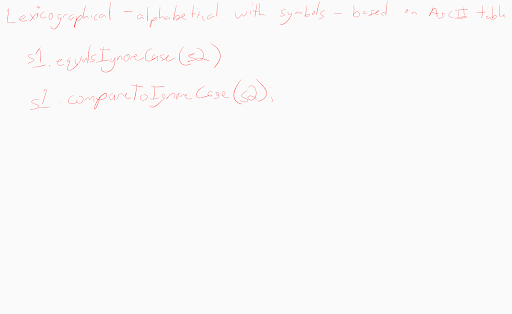 Lexicographical - alphabetical with symbols - based on ASCII table
s1.equalsIgnoreCase(s2)
s1.compareToIgnoreCase(s2);